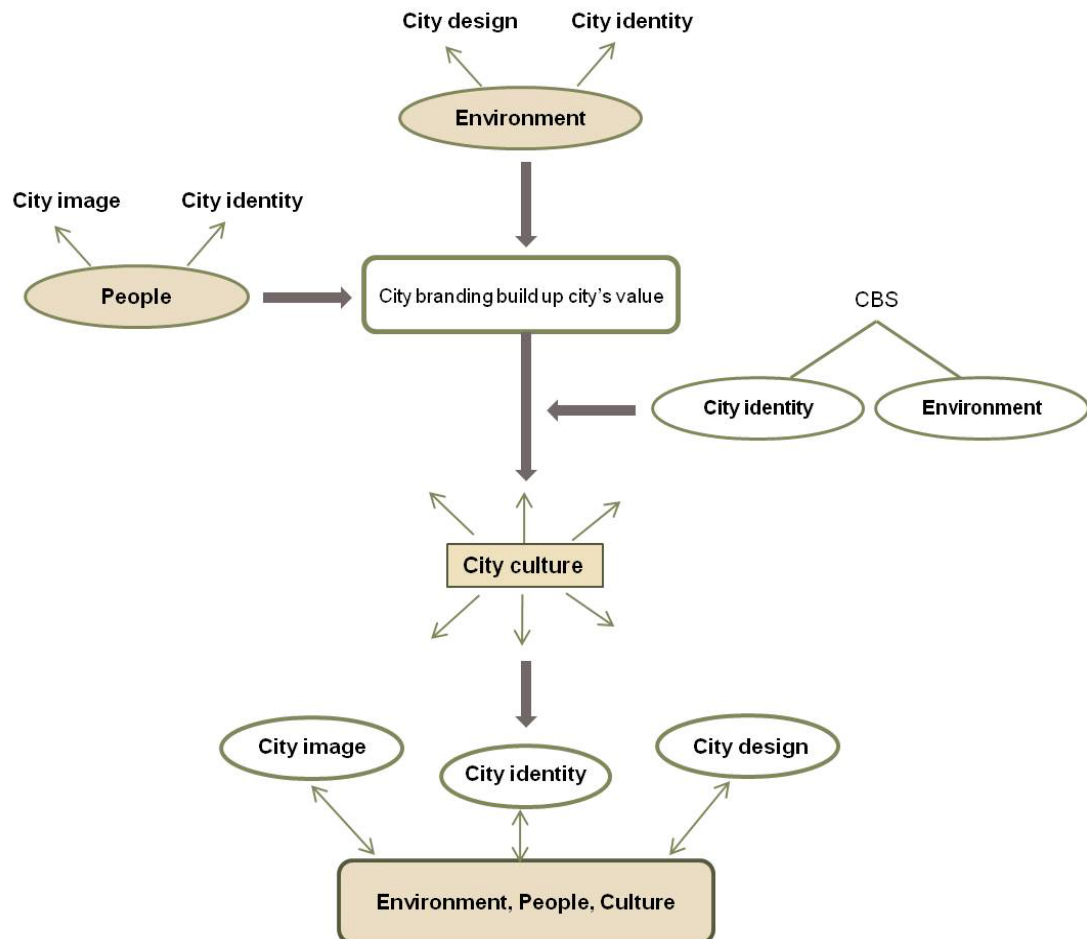 City design
City identity
Environment
City image
City identity
People
City branding build up city's value
CBS
City identity
Environment
City culture
City image
City identity
City design
Environment, People, Culture